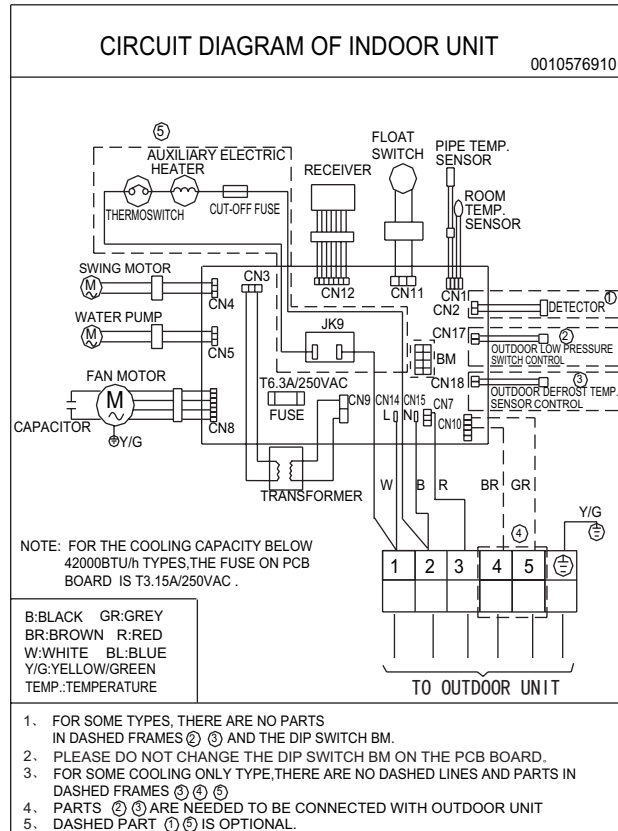 CIRCUIT DIAGRAM OF INDOOR UNIT
0010576910
⑤
AUXILIARY ELECTRIC
HEATER
THERMOSWITCH
CUT-OFF FUSE
RECEIVER
FLOAT
SWITCH
PIPE TEMP.
SENSOR
ROOM
TEMP.
SENSOR
SWING MOTOR
M
CN4
CN3
CN12
CN11
CN1
CN2
DETECTOR
①
WATER PUMP
M
CN5
JK9
BM
CN17
②
OUTDOOR LOW PRESSURE
SWITCH CONTROL
FAN MOTOR
M
CAPACITOR
Y/G
CN8
T6.3A/250VAC
FUSE
CN9
CN14
L
CN15
N
CN7
CN10
CN18
③
OUTDOOR DEFROST TEMP.
SENSOR CONTROL
TRANSFORMER
W
B
R
BR
GR
④
Y/G
1 2 3 4 5
TO OUTDOOR UNIT
NOTE: FOR THE COOLING CAPACITY BELOW
42000BTU/h TYPES,THE FUSE ON PCB
BOARD IS T3.15A/250VAC .
B:BLACK GR:GREY
BR:BROWN R:RED
W:WHITE BL:BLUE
Y/G:YELLOW/GREEN
TEMP.:TEMPERATURE
1、 FOR SOME TYPES, THERE ARE NO PARTS
IN DASHED FRAMES ② ③ AND THE DIP SWITCH BM.
2、 PLEASE DO NOT CHANGE THE DIP SWITCH BM ON THE PCB BOARD。
3、 FOR SOME COOLING ONLY TYPE,THERE ARE NO DASHED LINES AND PARTS IN
DASHED FRAMES ③ ④ ⑤
4、 PARTS ② ③ ARE NEEDED TO BE CONNECTED WITH OUTDOOR UNIT
5、 DASHED PART ① ⑤ IS OPTIONAL.